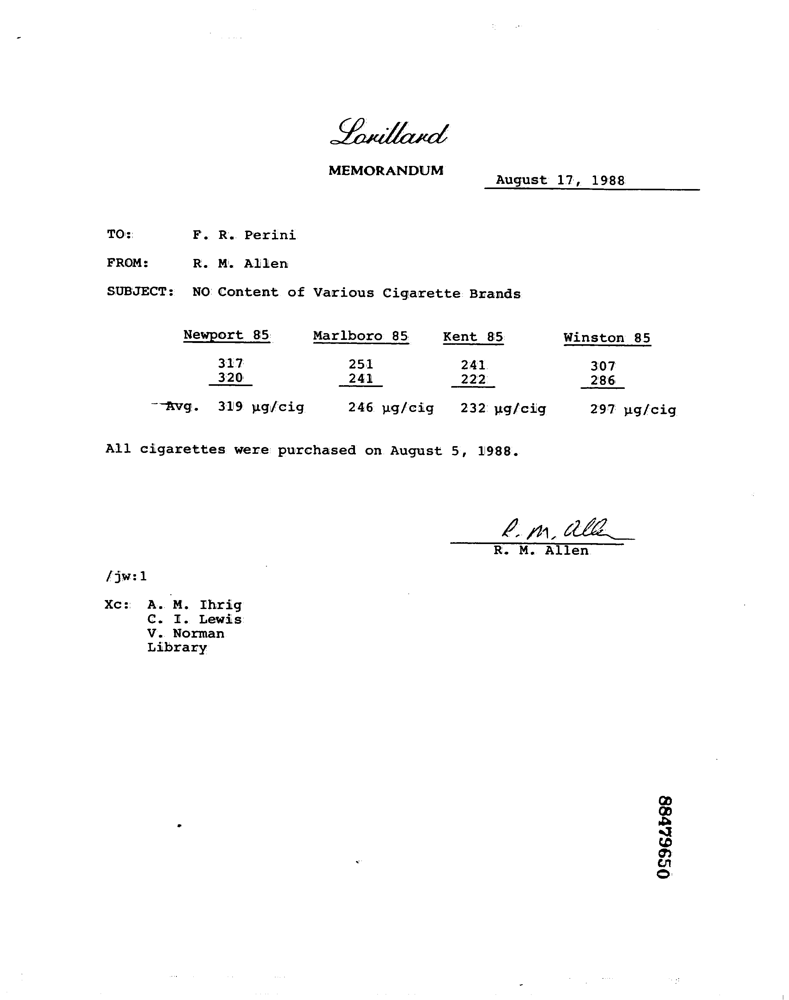 Lorillard
MEMORANDUM
August 17, 1988
TO: F. R. Perini
FROM: R. M. Allen
SUBJECT: NO Content of Various Cigarette Brands
Newport 85 Marlboro 85 Kent 85 Winston 85
317 251 241 307
320 241 222 286
Avg. 319 µg/cig 246 µg/cig 232 µg/cig 297 µg/cig
All cigarettes were purchased on August 5, 1988.
R. M. Allen
R. M. Allen
/jw:1
Xc: A. M. Ihrig
C. I. Lewis
V. Norman
Library
88479650